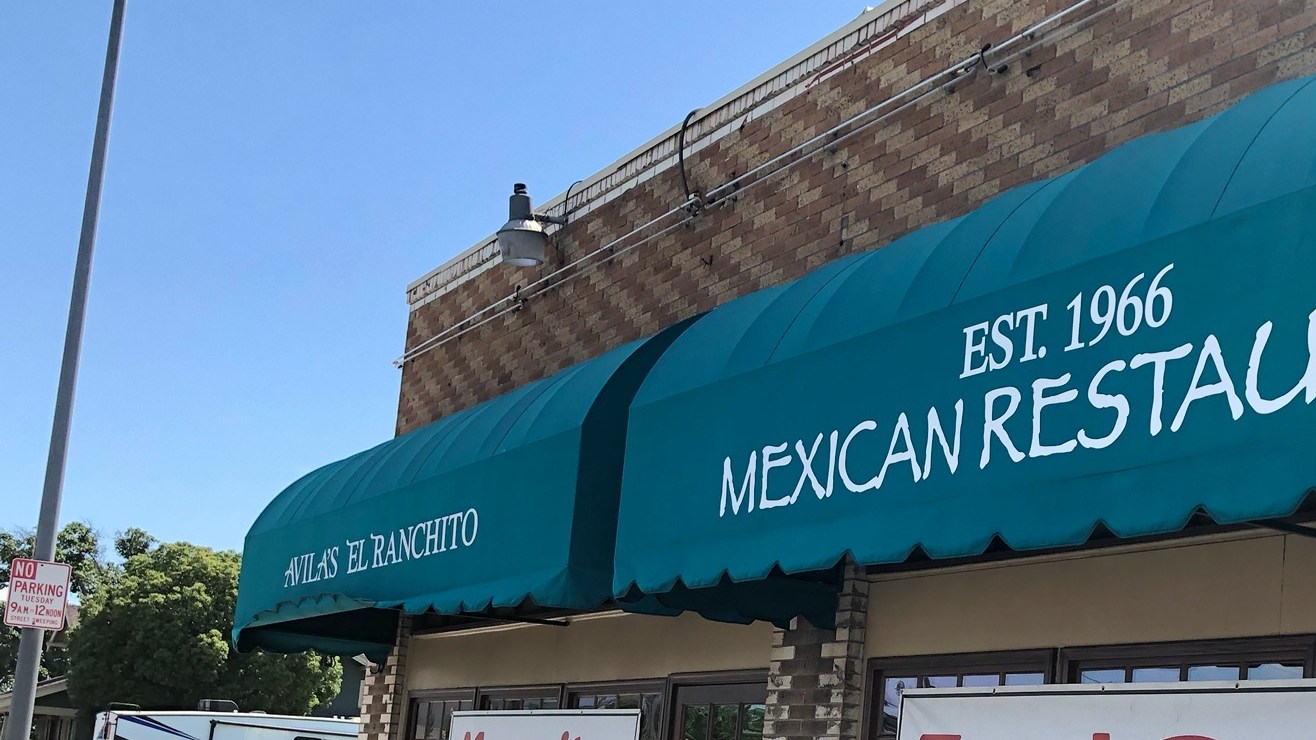 NO
PARKING
TUESDAY
9AM-12NOON
STREET SWEEPING
AVILA'S EL RANCHITO
EST. 1966
MEXICAN RESTAU